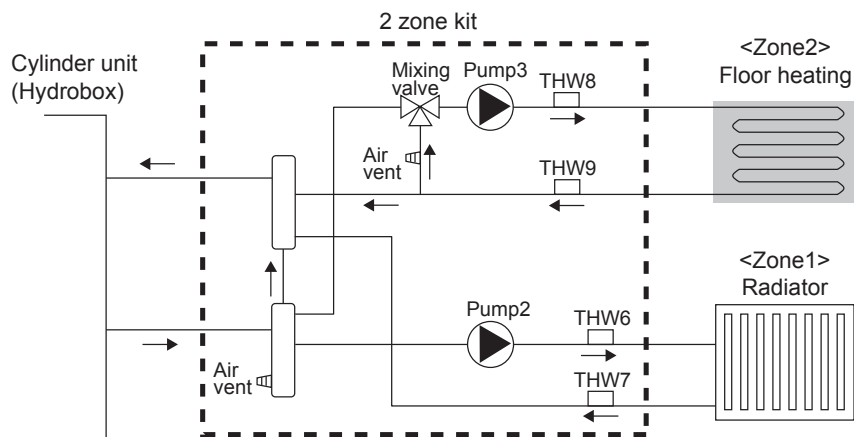 2 zone kit
Cylinder unit
(Hydrobox)
Mixing
valve
Pump3
THW8
<Zone2>
Floor heating
Air
vent
THW9
<Zone1>
Radiator
Pump2
THW6
Air
vent
THW7